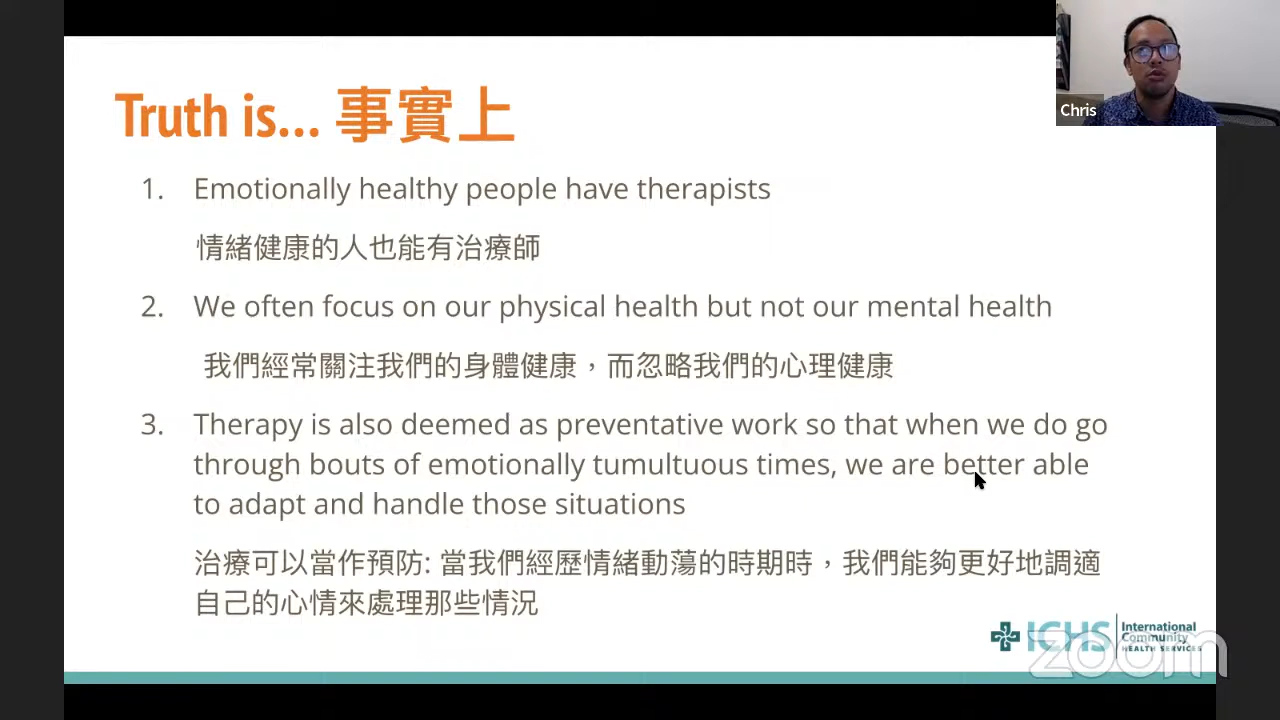 Chris
Truth is... 事實上
1. Emotionally healthy people have therapists
情緒健康的人也能有治療師
2. We often focus on our physical health but not our mental health
我們經常關注我們的身體健康，而忽略我們的心理健康
3. Therapy is also deemed as preventative work so that when we do go
through bouts of emotionally tumultuous times, we are better able
to adapt and handle those situations
治療可以當作預防: 當我們經歷情緒動蕩的時期時，我們能夠更好地調適
自己的心情來處理那些情況
ICHS
International
Community
HEALTH SERVICES
zoom